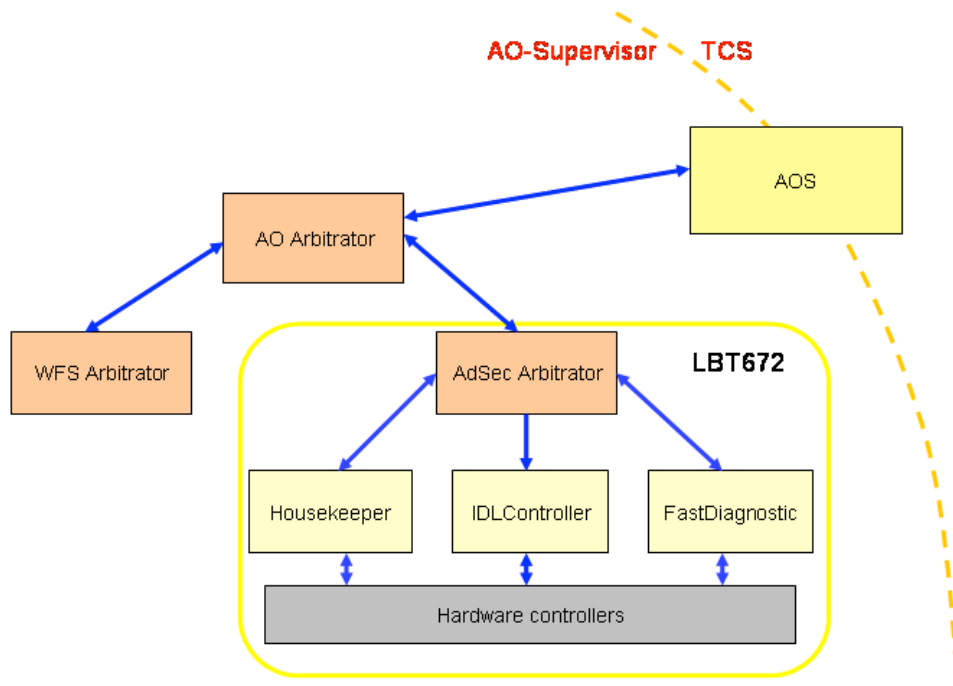 AO-Supervisor TCS
AOS
AO Arbitrator
WFS Arbitrator
AdSec Arbitrator
LBT672
Housekeeper
IDLController
FastDiagnostic
Hardware controllers